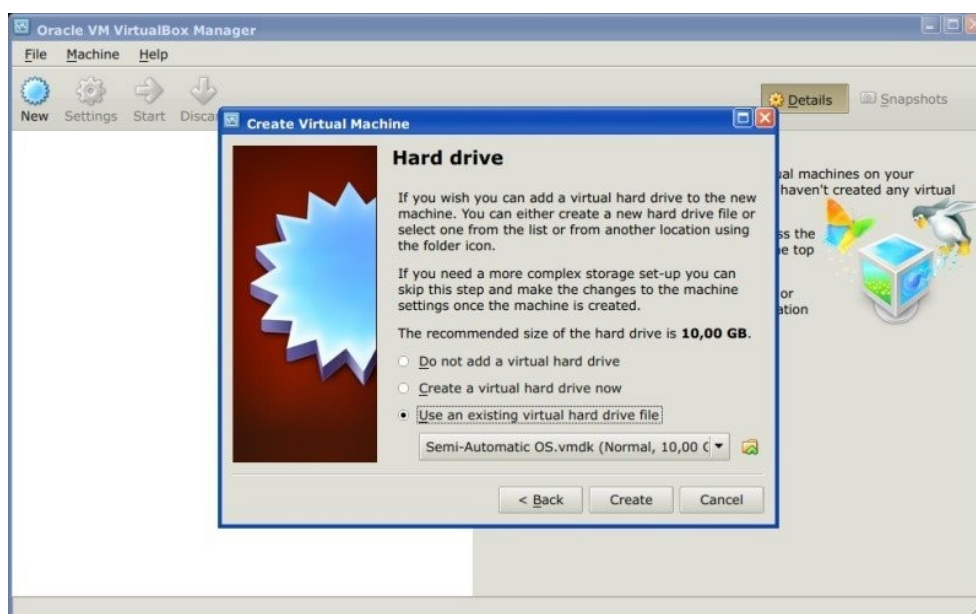 Oracle VM VirtualBox Manager
File Machine Help
New Settings Start Discar
Details Snapshots
Create Virtual Machine
Hard drive
If you wish you can add a virtual hard drive to the new
machine. You can either create a new hard drive file or
select one from the list or from another location using
the folder icon.
If you need a more complex storage set-up you can
skip this step and make the changes to the machine
settings once the machine is created.
The recommended size of the hard drive is 10,00 GB.
Do not add a virtual hard drive
Create a virtual hard drive now
Use an existing virtual hard drive file
Semi-Automatic OS.vmdk (Normal, 10,00 G
< Back Create Cancel
machines on your
haven't created any virtual
the
top
or